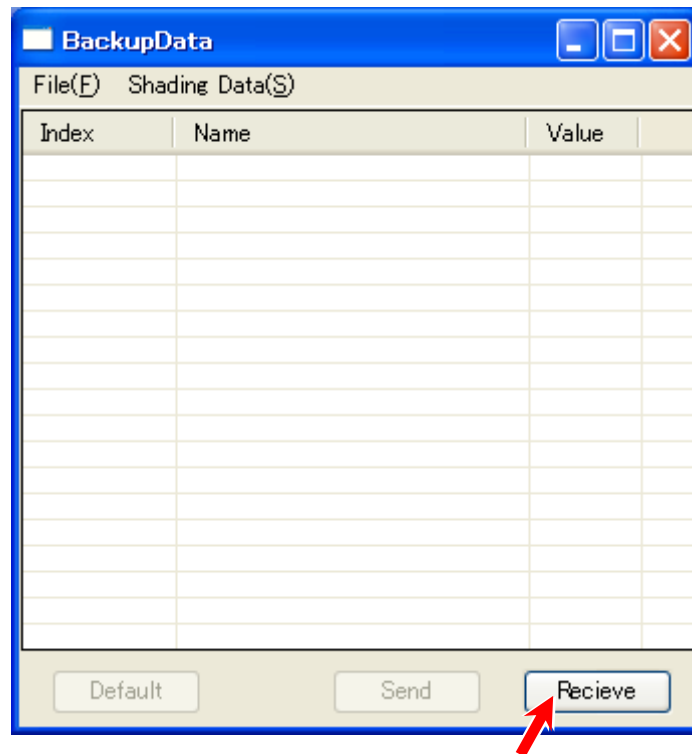 BackupData
File(F) Shading Data(S)
Index Name Value
Default Send Recieve